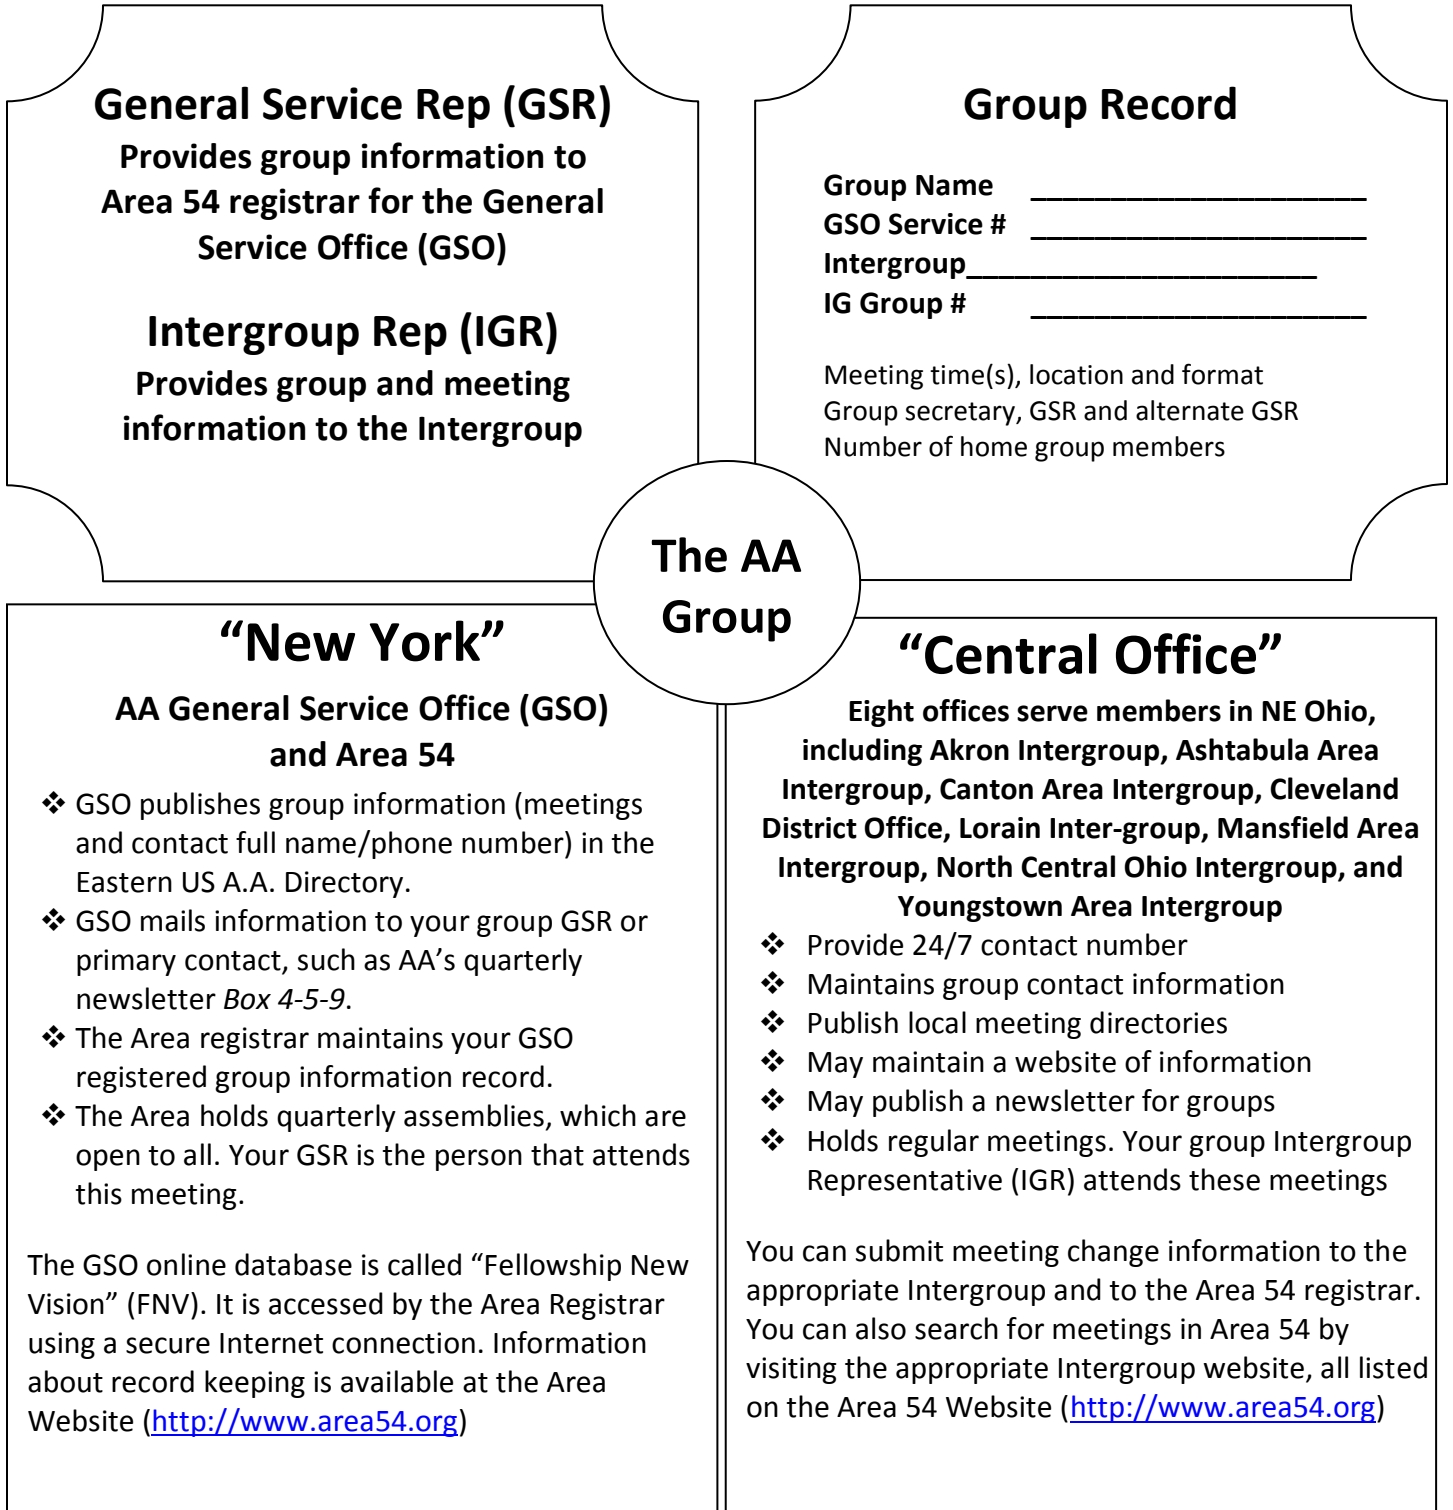 General Service Rep (GSR)
Provides group information to
Area 54 registrar for the General
Service Office (GSO)
Intergroup Rep (IGR)
Provides group and meeting
information to the Intergroup
Group Record
Group Name _____________________
GSO Service # _____________________
Intergroup______________________
IG Group # _____________________
Meeting time(s), location and format
Group secretary, GSR and alternate GSR
Number of home group members
The AA
Group
“New York”
AA General Service Office (GSO)
and Area 54
❖ GSO publishes group information (meetings
and contact full name/phone number) in the
Eastern US A.A. Directory.
❖ GSO mails information to your group GSR or
primary contact, such as AA’s quarterly
newsletter Box 4-5-9.
❖ The Area registrar maintains your GSO
registered group information record.
❖ The Area holds quarterly assemblies, which are
open to all. Your GSR is the person that attends
this meeting.
The GSO online database is called “Fellowship New
Vision” (FNV). It is accessed by the Area Registrar
using a secure Internet connection. Information
about record keeping is available at the Area
Website (http://www.area54.org)
“Central Office”
Eight offices serve members in NE Ohio,
including Akron Intergroup, Ashtabula Area
Intergroup, Canton Area Intergroup, Cleveland
District Office, Lorain Inter-group, Mansfield Area
Intergroup, North Central Ohio Intergroup, and
Youngstown Area Intergroup
❖ Provide 24/7 contact number
❖ Maintains group contact information
❖ Publish local meeting directories
❖ May maintain a website of information
❖ May publish a newsletter for groups
❖ Holds regular meetings. Your group Intergroup
Representative (IGR) attends these meetings
You can submit meeting change information to the
appropriate Intergroup and to the Area 54 registrar.
You can also search for meetings in Area 54 by
visiting the appropriate Intergroup website, all listed
on the Area 54 Website (http://www.area54.org)